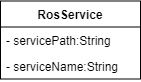 RosService
- servicePath:String
- serviceName:String